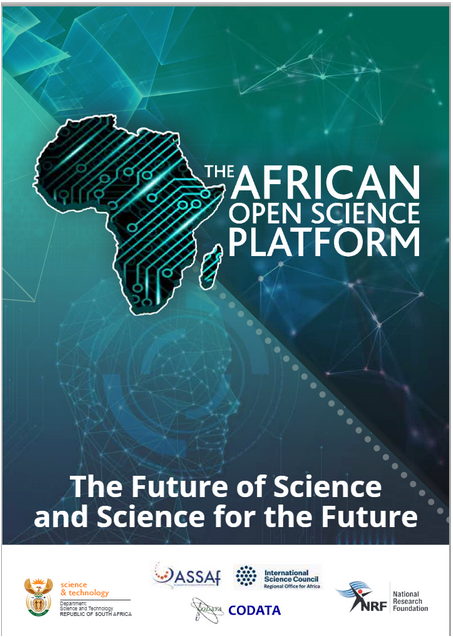 THE AFRICAN
OPEN SCIENCE
PLATFORM
The Future of Science
and Science for the Future
science
& technology
Department:
Science and Technology
REPUBLIC OF SOUTH AFRICA
ASSAf
International
Science Council
Regional Office for Africa
CODATA
NRF
National
Research
Foundation